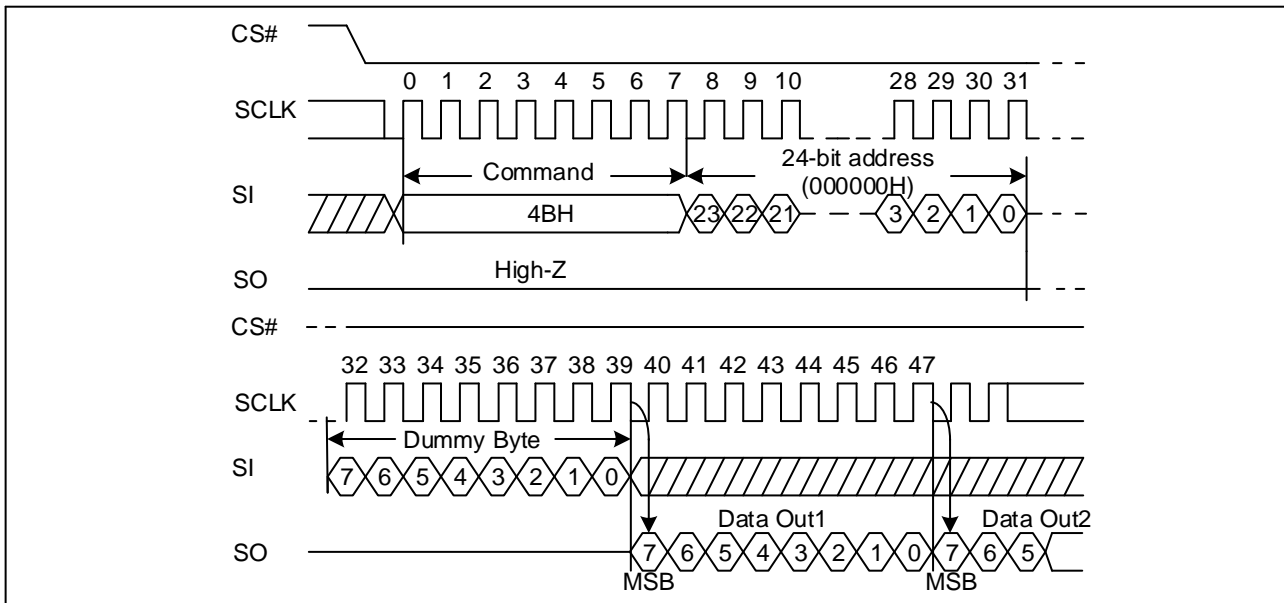 CS#
0 1 2 3 4 5 6 7 8 9 10 28 29 30 31
SCLK
Command
24-bit address
(000000H)
SI
4BH
23 22 21 3 2 1 0
High-Z
SO
CS#
32 33 34 35 36 37 38 39 40 41 42 43 44 45 46 47
SCLK
Dummy Byte
SI
7 6 5 4 3 2 1 0
Data Out1 Data Out2
SO
7 6 5 4 3 2 1 0 7 6 5
MSB MSB